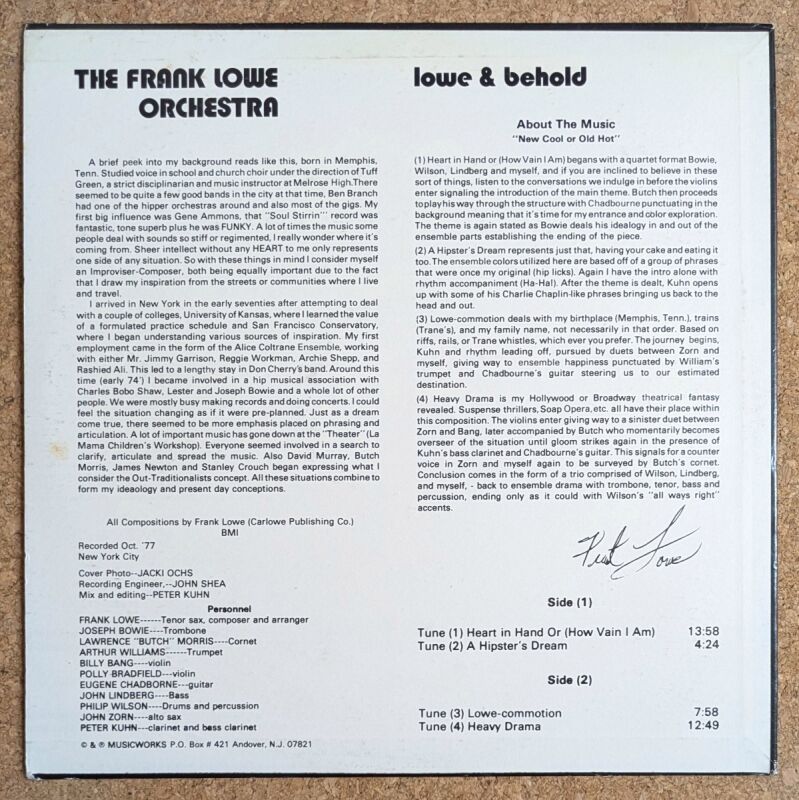 THE FRANK LOWE
ORCHESTRA
A brief peek into my background reads like this, born in Memphis,
Tenn. Studied voice in school and church choir under the direction of Tuff
Green, a strict disciplinarian and music instructor at Melrose High.There
seemed to be quite a few good bands in the city at that time, Ben Branch
had one of the hipper orchestras around and also most of the gigs. My
first big influence was Gene Ammons, that "Soul Stirrin'" record was
fantastic, tone superb plus he was FUNKY. A lot of times the music some
people deal with sounds so stiff or regimented, I really wonder where it's
coming from. Sheer intellect without any HEART to me only represents
one side of any situation. So with these things in mind I consider myself
an Improviser-Composer, both being equally important due to the fact
that I draw my inspiration from the streets or communities where I live
and travel.
I arrived in New York in the early seventies after attempting to deal
with a couple of colleges, University of Kansas, where I learned the value
of a formulated practice schedule and San Francisco Conservatory,
where I began understanding various sources of inspiration. My first
employment came in the form of the Alice Coltrane Ensemble, working
with either Mr. Jimmy Garrison, Reggie Workman, Archie Shepp, and
Rashied Ali. This led to a lengthy stay in Don Cherry's band. Around this
time (early 74') I became involved in a hip musical association with
Charles Bobo Shaw, Lester and Joseph Bowie and a whole lot of other
people. We were mostly busy making records and doing concerts. I could
feel the situation changing as if it were pre-planned. Just as a dream
come true, there seemed to be more emphasis placed on phrasing and
articulation. A lot of important music has gone down at the "Theater" (La
Mama Children's Workshop). Everyone seemed involved in a search to
clarify, articulate and spread the music. Also David Murray, Butch
Morris, James Newton and Stanley Crouch began expressing what I
consider the Out-Traditionalists concept. All these situations combine to
form my ideaology and present day conceptions.
All Compositions by Frank Lowe (Carlowe Publishing Co.)
BMI
Recorded Oct. '77
New York City
Cover Photo--JACKI OCHS
Recording Engineer,--JOHN SHEA
Mix and editing--PETER KUHN
Personnel
FRANK LOWE------Tenor sax, composer and arranger
JOSEPH BOWIE----Trombone
LAWRENCE "BUTCH" MORRIS----Cornet
ARTHUR WILLIAMS------Trumpet
BILLY BANG----violin
POLLY BRADFIELD---violin
EUGENE CHADBORNE---guitar
JOHN LINDBERG----Bass
PHILIP WILSON----Drums and percussion
JOHN ZORN----alto sax
PETER KUHN---clarinet and bass clarinet
© & ℗ MUSICWORKS P.O. Box # 421 Andover, N.J. 07821
lowe & behold
About The Music
"New Cool or Old Hot"
(1) Heart in Hand or (How Vain I Am) begans with a quartet format Bowie,
Wilson, Lindberg and myself, and if you are inclined to believe in these
sort of things, listen to the conversations we indulge in before the violins
enter signaling the introduction of the main theme. Butch then proceeds
to play his way through the structure with Chadbourne punctuating in the
background meaning that it's time for my entrance and color exploration.
The theme is again stated as Bowie deals his ideology in and out of the
ensemble parts establishing the ending of the piece.
(2) A Hipster's Dream represents just that, having your cake and eating it
too. The ensemble colors utilized here are based off of a group of phrases
that were once my original (hip licks). Again I have the intro alone with
rhythm accompaniment (Ha-Ha!). After the theme is dealt, Kuhn opens
up with some of his Charlie Chaplin-like phrases bringing us back to the
head and out.
(3) Lowe-commotion deals with my birthplace (Memphis, Tenn.), trains
(Trane's), and my family name, not necessarily in that order. Based on
riffs, rails, or Trane whistles, which ever you prefer. The journey begins,
Kuhn and rhythm leading off, pursued by duets between Zorn and
myself, giving way to ensemble happiness punctuated by William's
trumpet and Chadbourne's guitar steering us to our estimated
destination.
(4) Heavy Drama is my Hollywood or Broadway theatrical fantasy
revealed. Suspense thrillers, Soap Opera, etc. all have their place within
this composition. The violins enter giving way to a sinister duet between
Zorn and Bang, later accompanied by Butch who momentarily becomes
overseer of the situation until gloom strikes again in the presence of
Kuhn's bass clarinet and Chadbourne's guitar. This signals for a counter
voice in Zorn and myself again to be surveyed by Butch's cornet.
Conclusion comes in the form of a trio comprised of Wilson, Lindberg,
and myself, - back to ensemble drama with trombone, tenor, bass and
percussion, ending only as it could with Wilson's "all ways right"
accents.
Frank Lowe
Side (1)
Tune (1) Heart in Hand Or (How Vain I Am) 13:58
Tune (2) A Hipster's Dream 4:24
Side (2)
Tune (3) Lowe-commotion 7:58
Tune (4) Heavy Drama 12:49